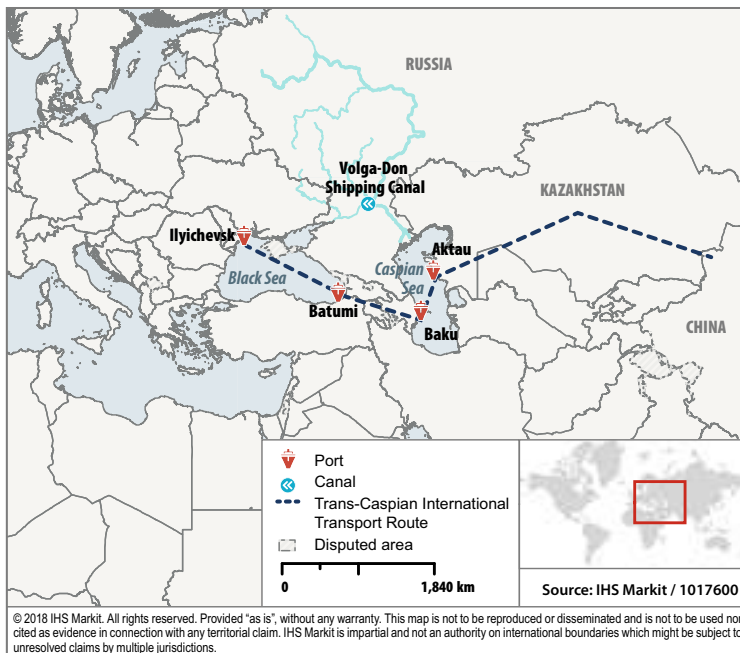 RUSSIA
Volga-Don
Shipping Canal
KAZAKHSTAN
Ilyichevsk
Aktau
Caspian
Sea
Black Sea
Batumi
Baku
CHINA
Port
Canal
Trans-Caspian International
Transport Route
Disputed area
0
1,840 km
Source: IHS Markit / 1017600
© 2018 IHS Markit. All rights reserved. Provided “as is”, without any warranty. This map is not to be reproduced or disseminated and is not to be used nor
cited as evidence in connection with any territorial claim. IHS Markit is impartial and not an authority on international boundaries which might be subject to
unresolved claims by multiple jurisdictions.